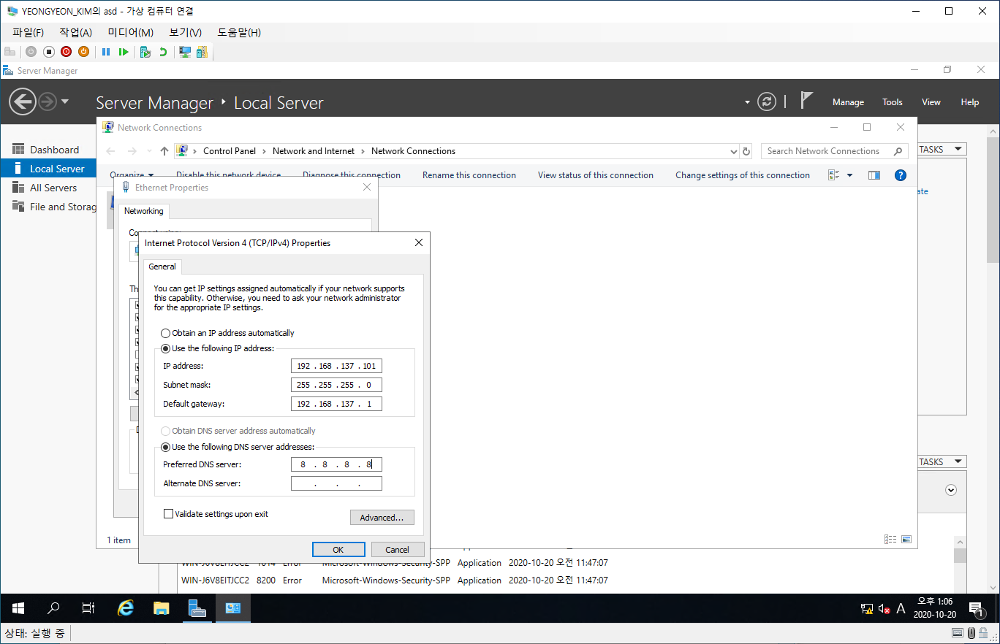 YEONGYEON_KIM의 asd - 가상 컴퓨터 연결
파일(F) 작업(A) 미디어(M) 보기(V) 도움말(H)
Server Manager
Server Manager ‣ Local Server
Manage Tools View Help
Dashboard
Local Server
All Servers
File and Storag
Network Connections
Control Panel > Network and Internet > Network Connections
Search Network Connections
Organize Disable this network device Diagnose this connection Rename this connection View status of this connection Change settings of this connection
TASKS
ate
Ethernet Properties
Networking
Internet Protocol Version 4 (TCP/IPv4) Properties
General
You can get IP settings assigned automatically if your network supports
this capability. Otherwise, you need to ask your network administrator
for the appropriate IP settings.
Obtain an IP address automatically
Use the following IP address:
IP address: 192 . 168 . 137 . 101
Subnet mask: 255 . 255 . 255 . 0
Default gateway: 192 . 168 . 137 . 1
Obtain DNS server address automatically
Use the following DNS server addresses:
Preferred DNS server: 8 . 8 . 8 . 8
Alternate DNS server: . . .
Validate settings upon exit
Advanced...
OK Cancel
TASKS
1 item
WIN-J6V8EITJCC2 1014 Error Microsoft-Windows-Security-SPP Application 2020-10-20 오전 11:47:07
WIN-J6V8EITJCC2 8200 Error Microsoft-Windows-Security-SPP Application 2020-10-20 오전 11:47:07
A
오후 1:06
2020-10-20
1
상태: 실행 중